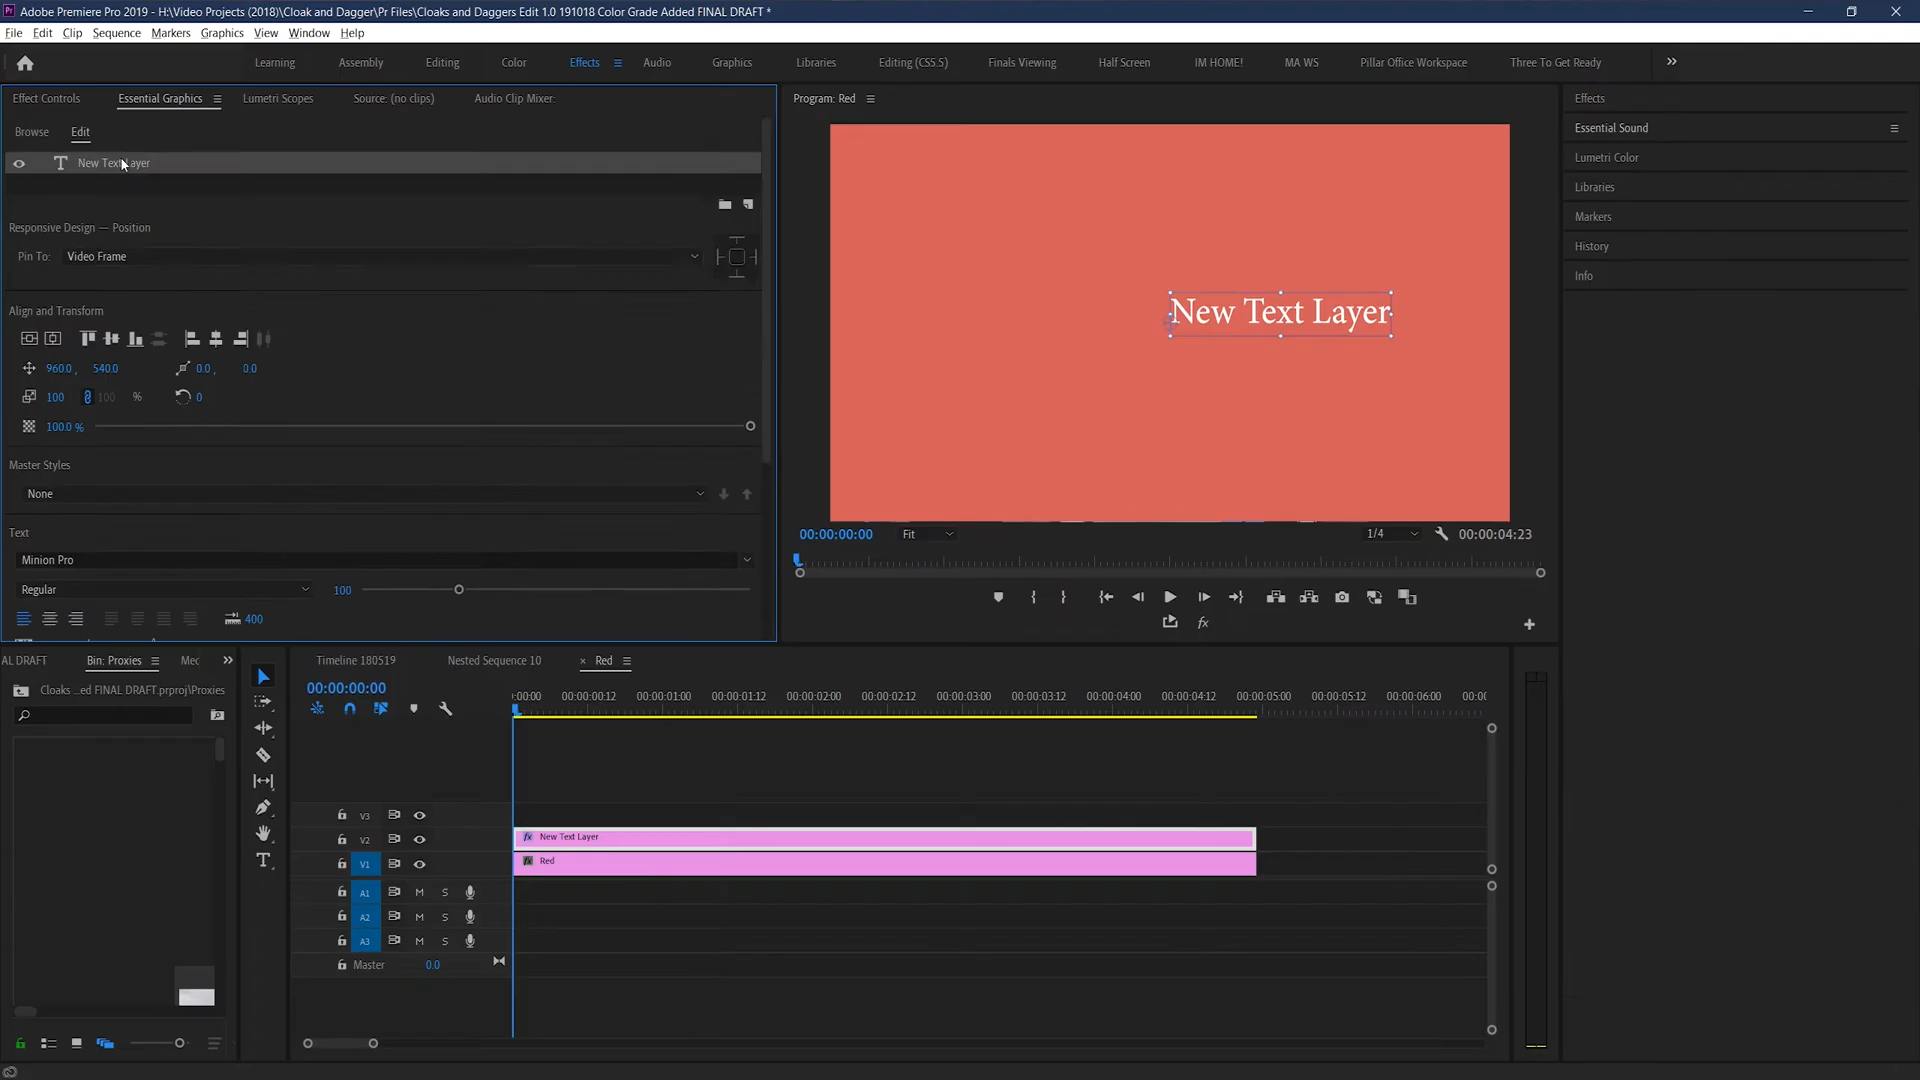 Adobe Premiere Pro 2019 - H:\Video Projects (2018)\Cloak and Dagger\Pr Files\Cloaks and Daggers Edit 1.0 191018 Color Grade Added FINAL DRAFT *
File Edit Clip Sequence Markers Graphics View Window Help
Learning Assembly Editing Color Effects Audio Graphics Libraries Editing (CS5.5) Finals Viewing Half Screen IM HOME! MA WS Pillar Office Workspace Three To Get Ready
Effect Controls Essential Graphics Lumetri Scopes Source: (no clips) Audio Clip Mixer:
Program: Red
Effects
Browse Edit
Essential Sound
New Text Layer
Lumetri Color
Libraries
Markers
Responsive Design — Position
History
Pin To: Video Frame
Info
Align and Transform
New Text Layer
960.0 , 540.0 0.0 , 0.0
100 100 % 0
100.0 %
Master Styles
None
Text
00:00:00:00 Fit 1/4 00:00:04:23
Minion Pro
Regular 100
400
AL DRAFT Bin: Proxies Mec
Timeline 180519 Nested Sequence 10 × Red
Cloaks ...ed FINAL DRAFT.prproj\Proxies
00:00:00:00
:00:00 00:00:00:12 00:00:01:00 00:00:01:12 00:00:02:00 00:00:02:12 00:00:03:00 00:00:03:12 00:00:04:00 00:00:04:12 00:00:05:00 00:00:05:12 00:00:06:00 00:0
V3
V2 fx New Text Layer
V1 fx Red
A1 M S
A2 M S
A3 M S
Master 0.0